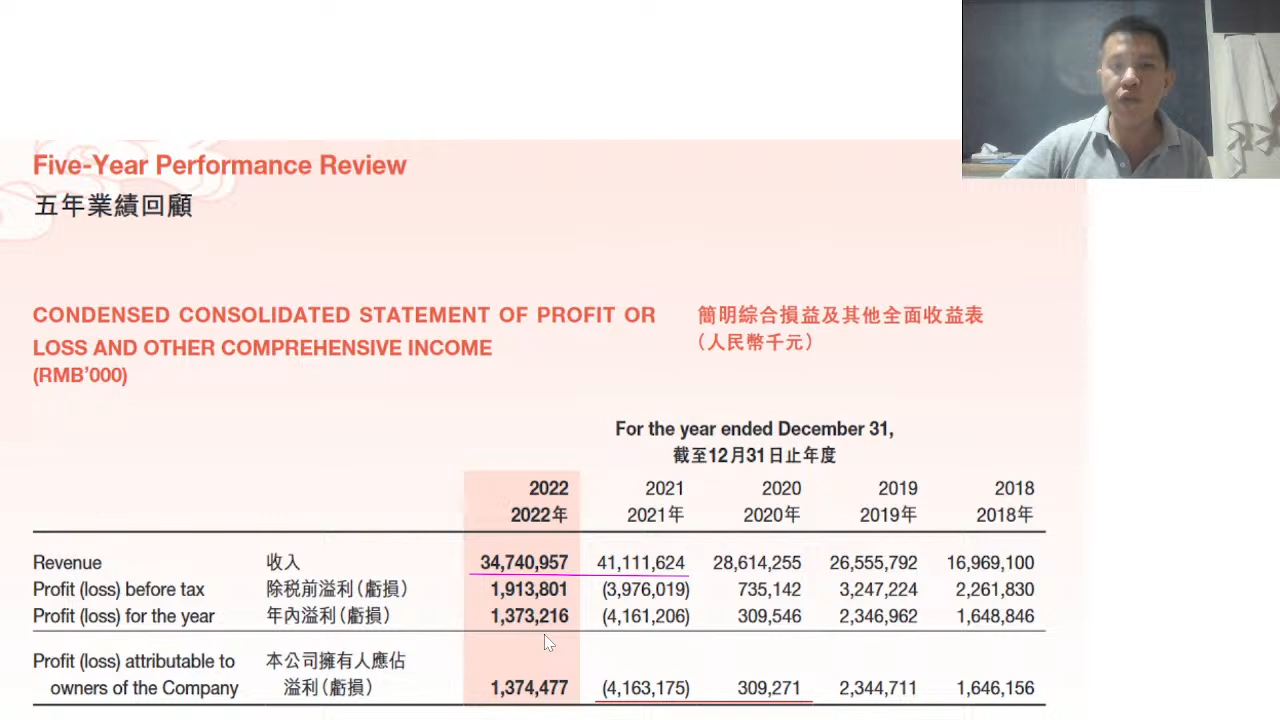 Five-Year Performance Review
五年業績回顧
CONDENSED CONSOLIDATED STATEMENT OF PROFIT OR 簡明綜合損益及其他全面收益表
LOSS AND OTHER COMPREHENSIVE INCOME (人民幣千元)
(RMB’000)
For the year ended December 31,
截至12月31日止年度
2022 2021 2020 2019 2018
2022年 2021年 2020年 2019年 2018年
Revenue 收入 34,740,957 41,111,624 28,614,255 26,555,792 16,969,100
Profit (loss) before tax 除税前溢利(虧損) 1,913,801 (3,976,019) 735,142 3,247,224 2,261,830
Profit (loss) for the year 年內溢利(虧損) 1,373,216 (4,161,206) 309,546 2,346,962 1,648,846
Profit (loss) attributable to 本公司擁有人應佔
owners of the Company 溢利(虧損) 1,374,477 (4,163,175) 309,271 2,344,711 1,646,156